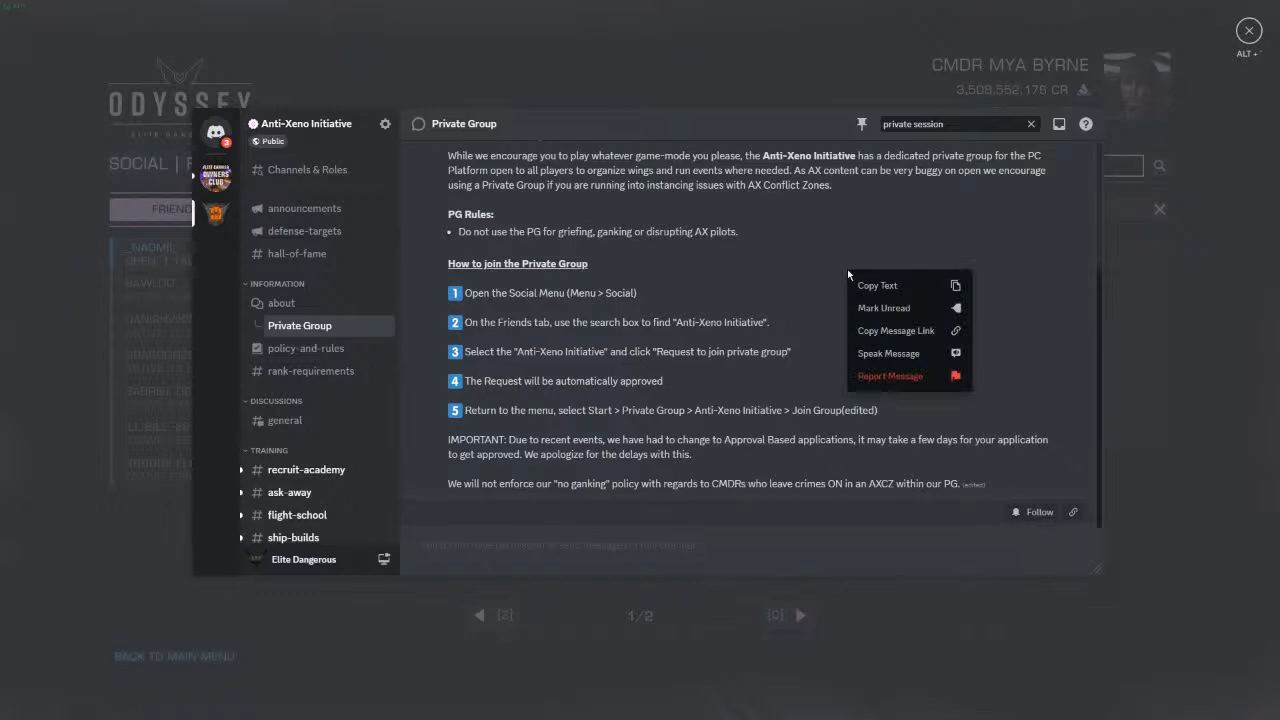 CMDR MYA BYRNE
3,508,552,176 CR
ALT + `
ODYSSEY
SOCIAL |
FRIEND
3
Anti-Xeno Initiative
Public
Channels & Roles
announcements
defense-targets
hall-of-fame
INFORMATION
about
Private Group
policy-and-rules
rank-requirements
DISCUSSIONS
general
TRAINING
recruit-academy
ask-away
flight-school
ship-builds
Elite Dangerous
Private Group
private session
While we encourage you to play whatever game-mode you please, the Anti-Xeno Initiative has a dedicated private group for the PC
Platform open to all players to organize wings and run events where needed. As AX content can be very buggy on open we encourage
using a Private Group if you are running into instancing issues with AX Conflict Zones.
PG Rules:
• Do not use the PG for griefing, ganking or disrupting AX pilots.
How to join the Private Group
1 Open the Social Menu (Menu > Social)
2 On the Friends tab, use the search box to find "Anti-Xeno Initiative".
3 Select the "Anti-Xeno Initiative" and click "Request to join private group"
4 The Request will be automatically approved
5 Return to the menu, select Start > Private Group > Anti-Xeno Initiative > Join Group(edited)
IMPORTANT: Due to recent events, we have had to change to Approval Based applications, it may take a few days for your application
to get approved. We apologize for the delays with this.
We will not enforce our "no ganking" policy with regards to CMDRs who leave crimes ON in an AXCZ within our PG. (edited)
Copy Text
Mark Unread
Copy Message Link
Speak Message
Report Message
Follow
[Z] 1/2 [C]
BACK TO MAIN MENU